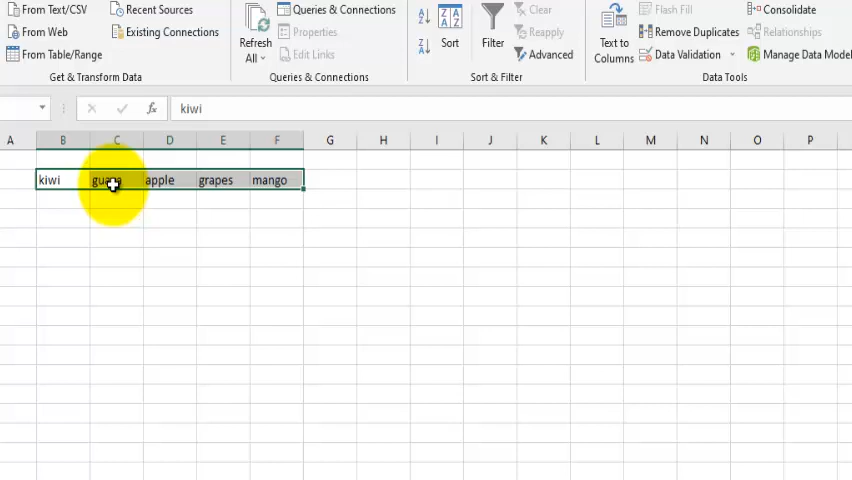 From Text/CSV
Recent Sources
From Web
Existing Connections
From Table/Range
Get & Transform Data
Refresh
All
Queries & Connections
Properties
Edit Links
Queries & Connections
A Z
Z A
Z A
A Z
Sort
Filter
Clear
Reapply
Advanced
Sort & Filter
Text to
Columns
Flash Fill
Remove Duplicates
Data Validation
Consolidate
Relationships
Manage Data Model
Data Tools
fx
kiwi
A B C D E F G H I J K L M N O P
kiwi apple grapes mango